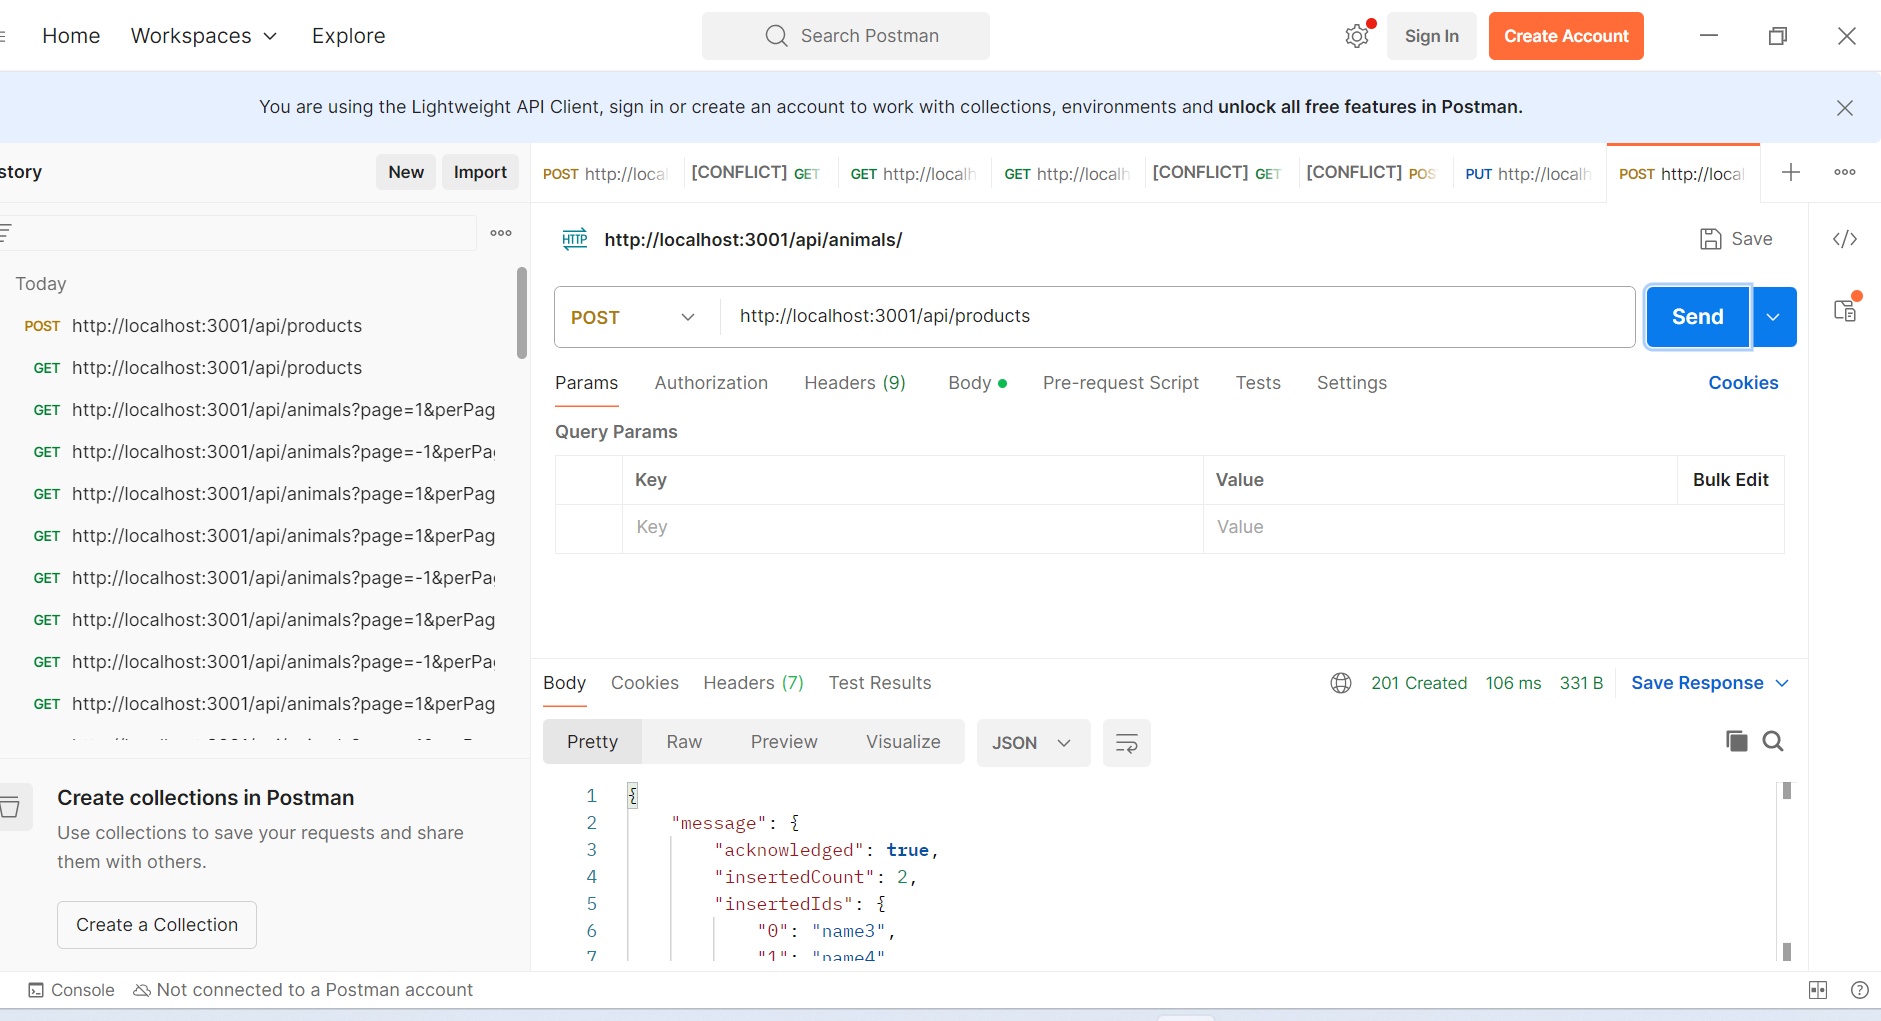 Home Workspaces Explore Search Postman Sign In Create Account
You are using the Lightweight API Client, sign in or create an account to work with collections, environments and unlock all free features in Postman.
story New Import
POST http://local [CONFLICT] GET GET http://localh GET http://localh [CONFLICT] GET [CONFLICT] POS PUT http://localh POST http://local
HTTP http://localhost:3001/api/animals/ Save
Today
POST http://localhost:3001/api/products
GET http://localhost:3001/api/products
GET http://localhost:3001/api/animals?page=1&perPag
GET http://localhost:3001/api/animals?page=-1&perPa
GET http://localhost:3001/api/animals?page=1&perPag
GET http://localhost:3001/api/animals?page=1&perPag
GET http://localhost:3001/api/animals?page=-1&perPa
GET http://localhost:3001/api/animals?page=1&perPag
GET http://localhost:3001/api/animals?page=-1&perPa
GET http://localhost:3001/api/animals?page=1&perPag
Create collections in Postman
Use collections to save your requests and share
them with others.
Create a Collection
POST http://localhost:3001/api/products Send
Params Authorization Headers (9) Body Pre-request Script Tests Settings Cookies
Query Params
Key Value Bulk Edit
Key Value
Body Cookies Headers (7) Test Results 201 Created 106 ms 331 B Save Response
Pretty Raw Preview Visualize JSON
1 {
2 "message": {
3 "acknowledged": true,
4 "insertedCount": 2,
5 "insertedIds": {
6 "0": "name3",
7 "1": "name4"
Console Not connected to a Postman account